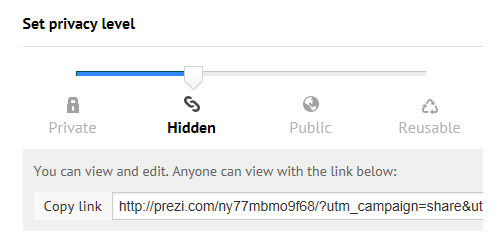 Set privacy level
Private Hidden Public Reusable
You can view and edit. Anyone can view with the link below:
Copy link http://prezi.com/ny77mbmo9f68/?utm_campaign=share&ut